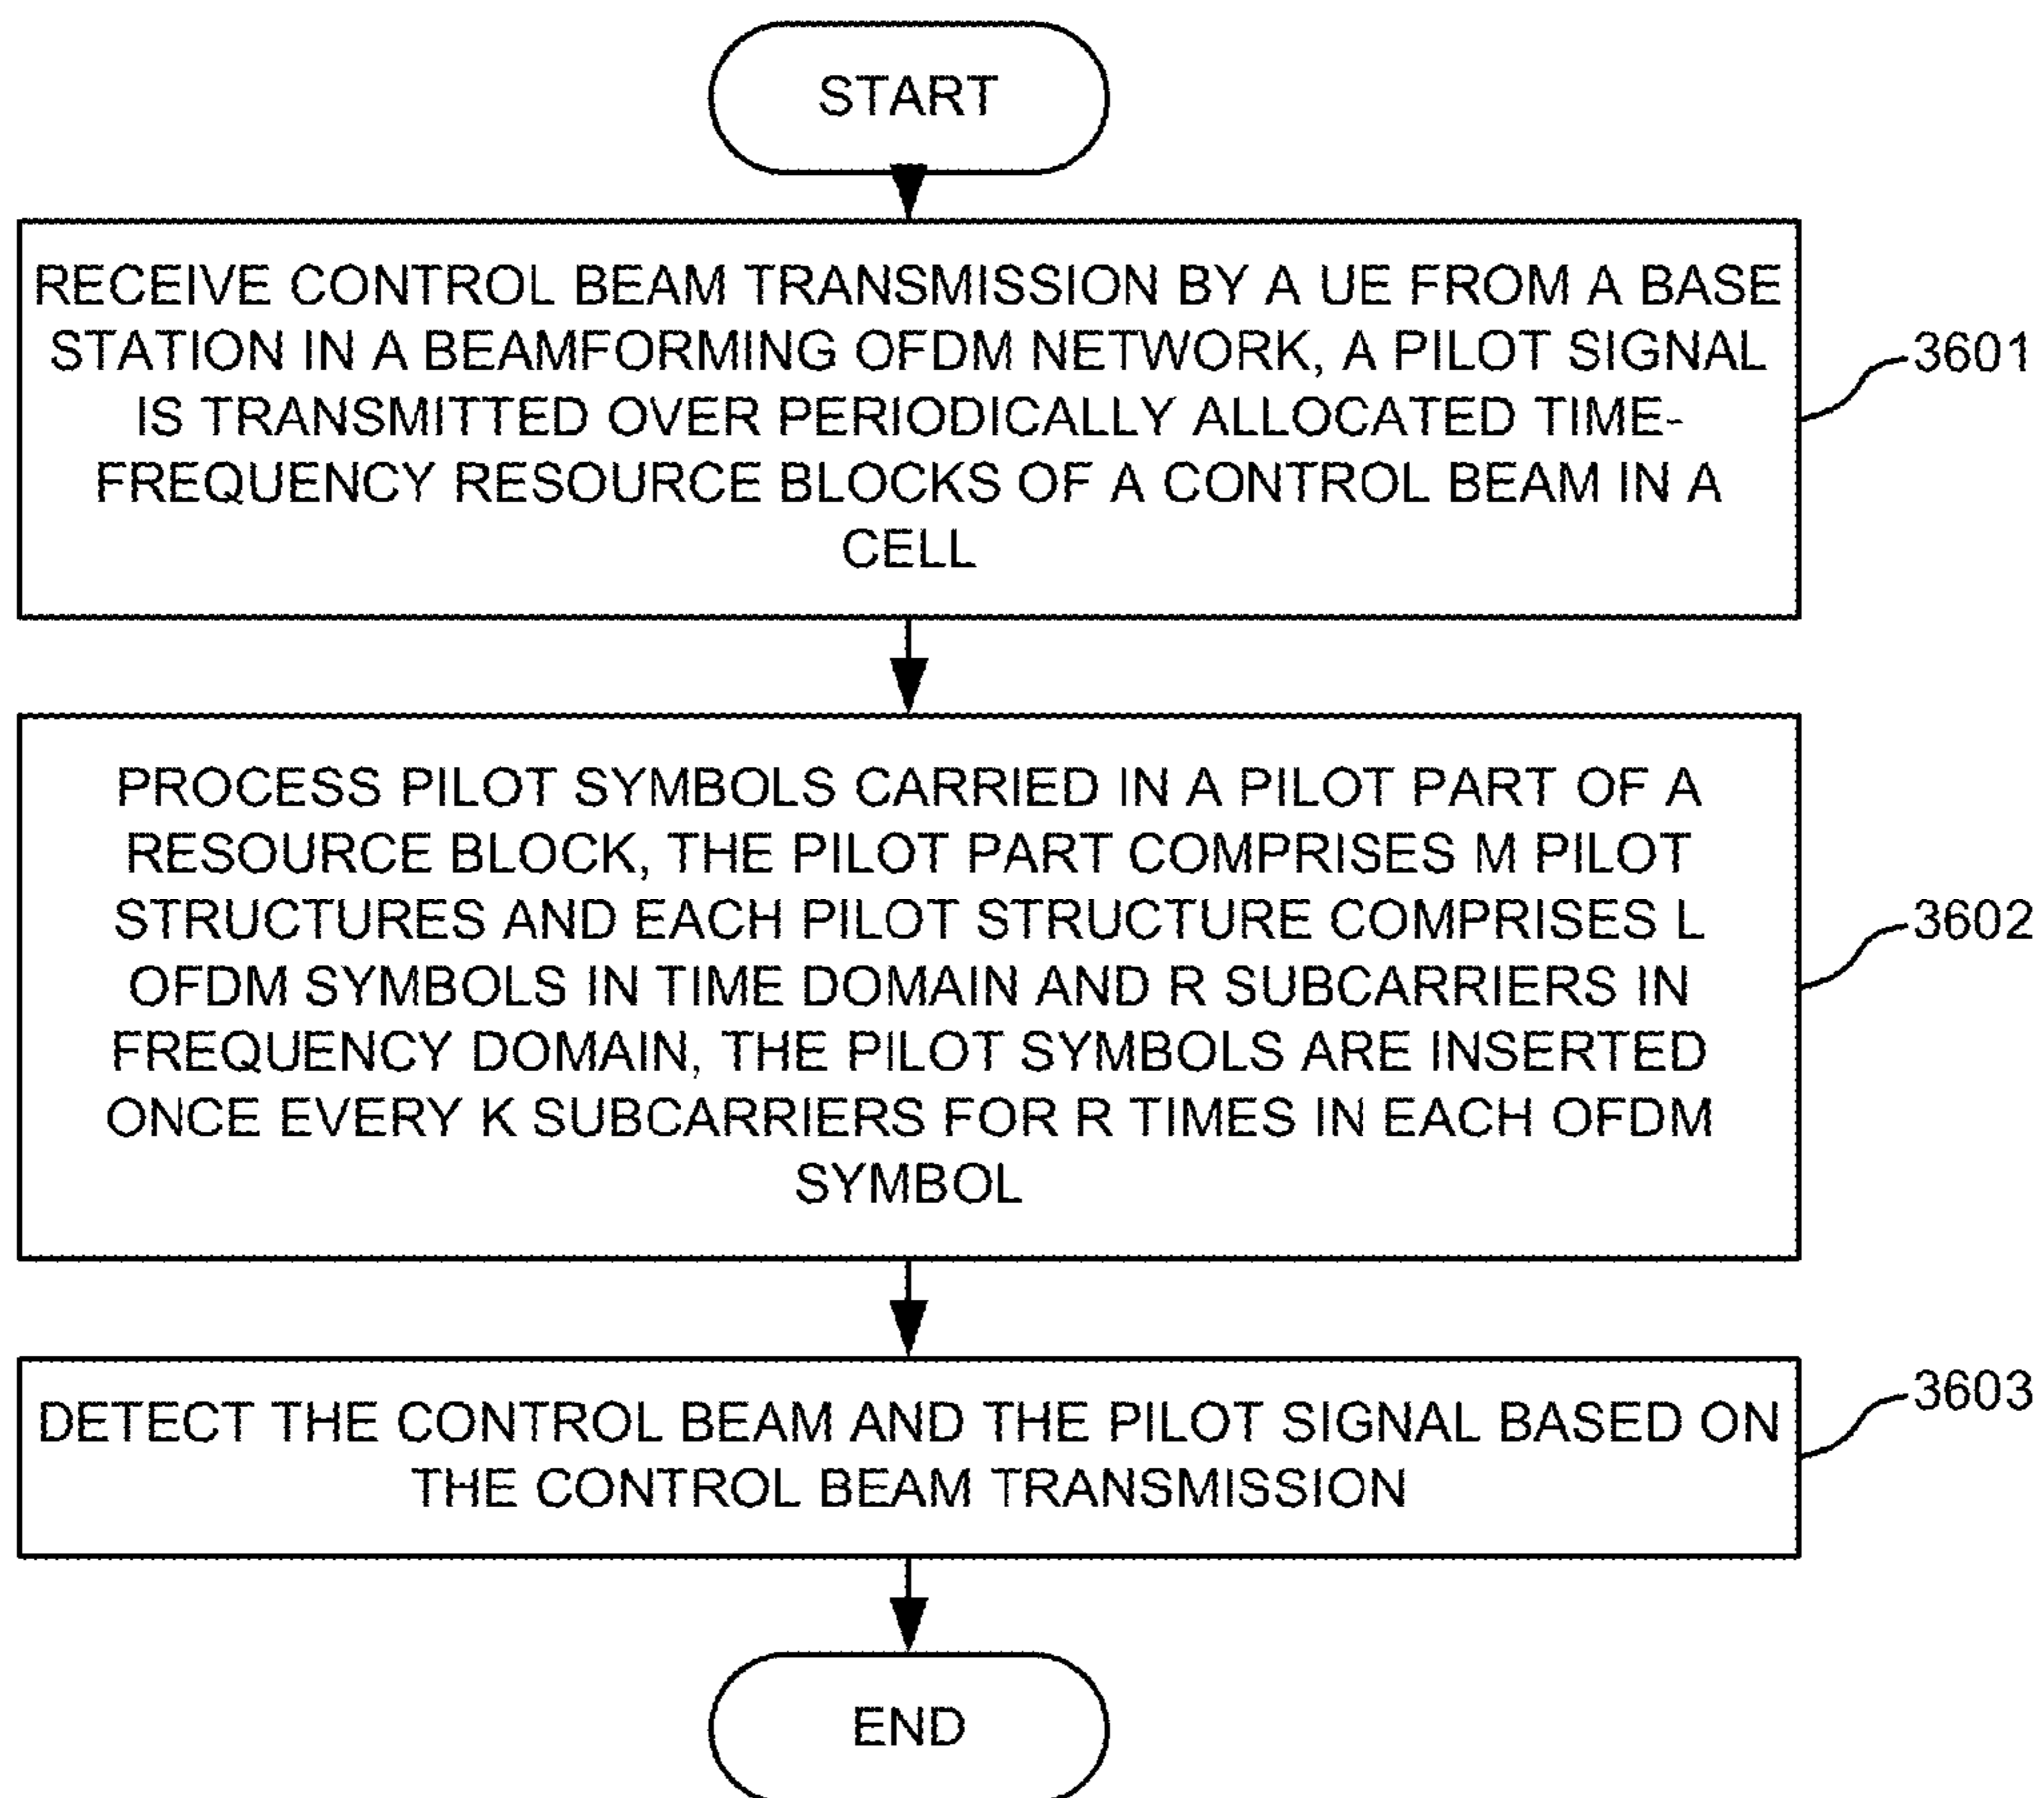 START
RECEIVE CONTROL BEAM TRANSMISSION BY A UE FROM A BASE
STATION IN A BEAMFORMING OFDM NETWORK, A PILOT SIGNAL
IS TRANSMITTED OVER PERIODICALLY ALLOCATED TIME-
FREQUENCY RESOURCE BLOCKS OF A CONTROL BEAM IN A
CELL
3601
PROCESS PILOT SYMBOLS CARRIED IN A PILOT PART OF A
RESOURCE BLOCK, THE PILOT PART COMPRISES M PILOT
STRUCTURES AND EACH PILOT STRUCTURE COMPRISES L
OFDM SYMBOLS IN TIME DOMAIN AND R SUBCARRIERS IN
FREQUENCY DOMAIN, THE PILOT SYMBOLS ARE INSERTED
ONCE EVERY K SUBCARRIERS FOR R TIMES IN EACH OFDM
SYMBOL
3602
DETECT THE CONTROL BEAM AND THE PILOT SIGNAL BASED ON
THE CONTROL BEAM TRANSMISSION
3603
END